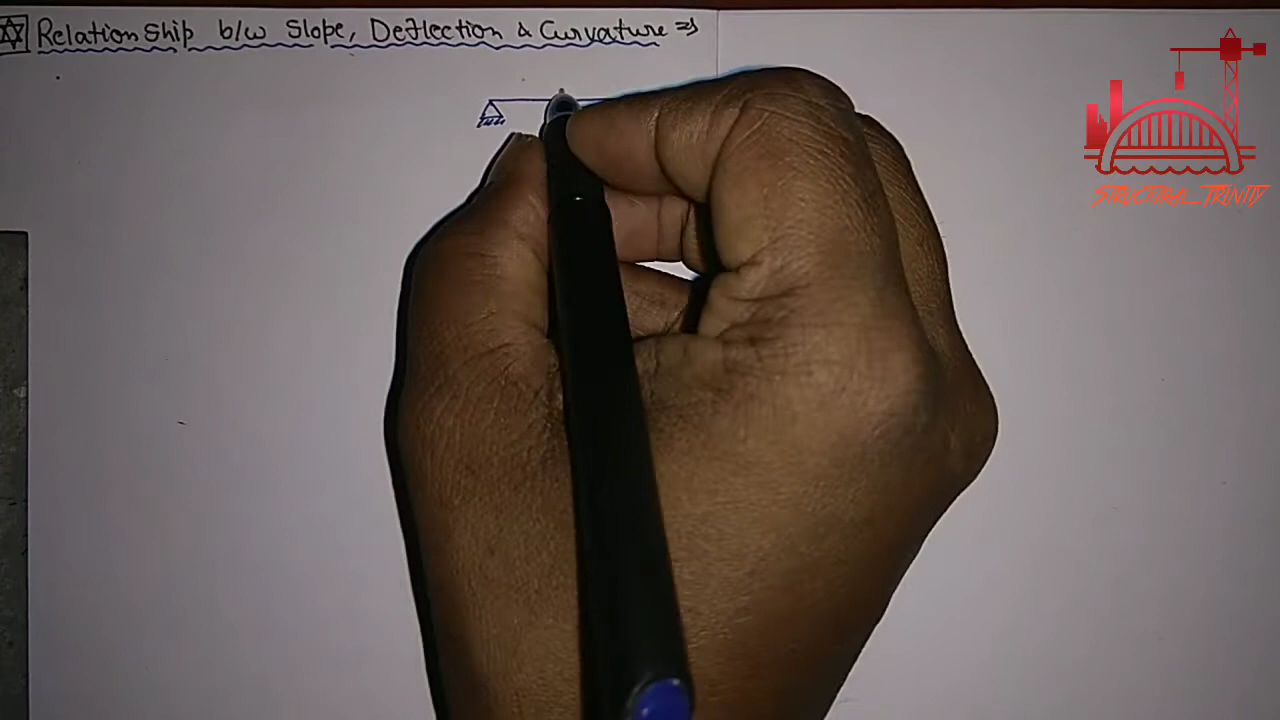 Relationship b/w Slope, Deflection & Curvature ⇒
STRUCTURAL_TRINITY